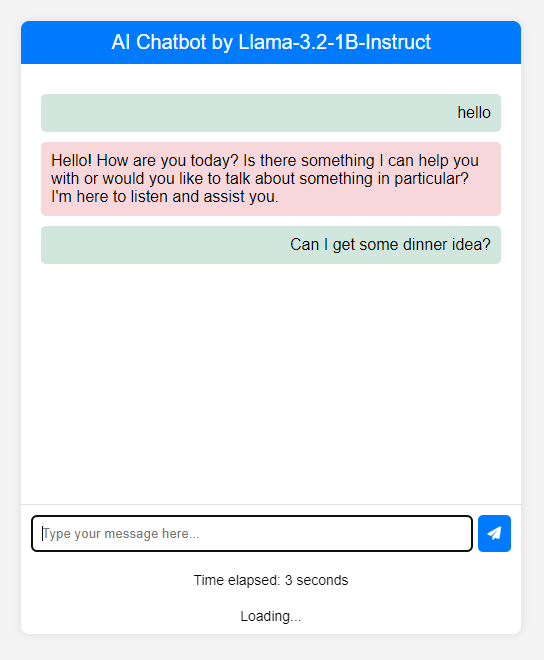 AI Chatbot by Llama-3.2-1B-Instruct
hello
Hello! How are you today? Is there something I can help you
with or would you like to talk about something in particular?
I'm here to listen and assist you.
Can I get some dinner idea?
Type your message here...
Time elapsed: 3 seconds
Loading...